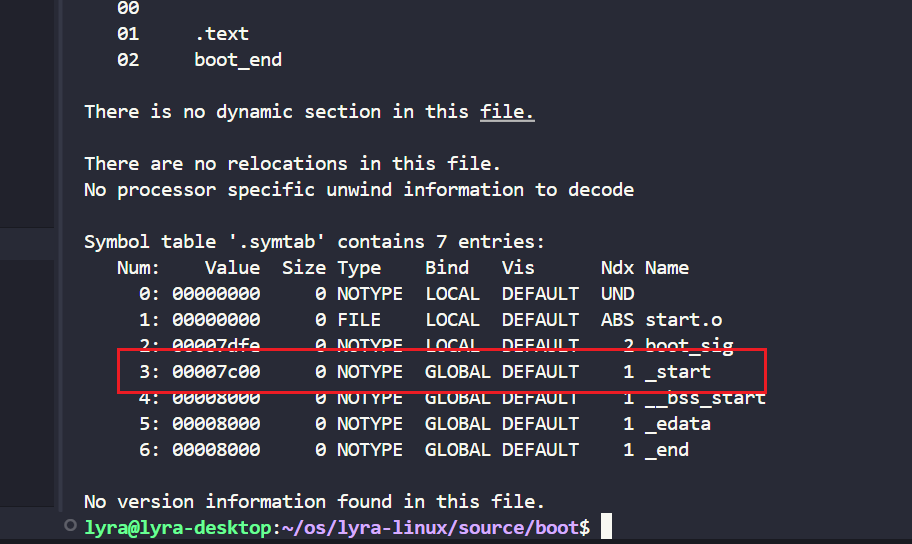 00
01     .text
02     boot_end
There is no dynamic section in this file.
There are no relocations in this file.
No processor specific unwind information to decode
Symbol table '.symtab' contains 7 entries:
Num:    Value  Size Type    Bind   Vis      Ndx Name
0: 00000000     0 NOTYPE  LOCAL  DEFAULT  UND
1: 00000000     0 FILE    LOCAL  DEFAULT  ABS start.o
2: 00007dfe     0 NOTYPE  LOCAL  DEFAULT    2 boot_sig
3: 00007c00     0 NOTYPE  GLOBAL DEFAULT    1 _start
4: 00008000     0 NOTYPE  GLOBAL DEFAULT    1 __bss_start
5: 00008000     0 NOTYPE  GLOBAL DEFAULT    1 _edata
6: 00008000     0 NOTYPE  GLOBAL DEFAULT    1 _end
No version information found in this file.
lyra@lyra-desktop:~/os/lyra-linux/source/boot$